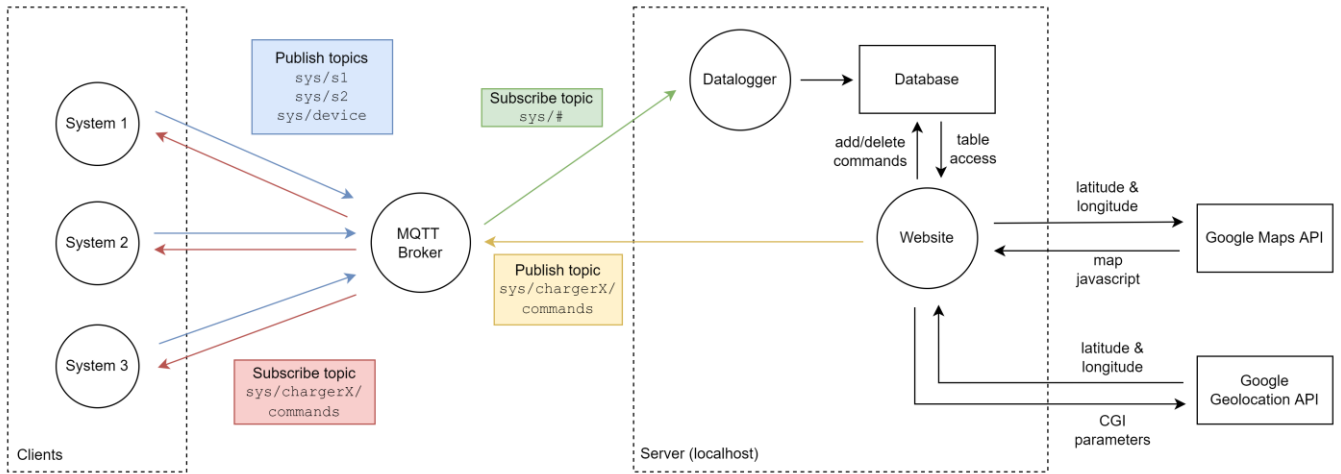 Publish topics
sys/s1
sys/s2
sys/device
System 1
System 2
System 3
Clients
MQTT
Broker
Subscribe topic
sys/chargerX/
commands
Subscribe topic
sys/#
Publish topic
sys/chargerX/
commands
Datalogger
Database
add/delete
commands
table
access
Website
Server (localhost)
latitude &
longitude
map
javascript
Google Maps API
latitude &
longitude
CGI
parameters
Google
Geolocation API